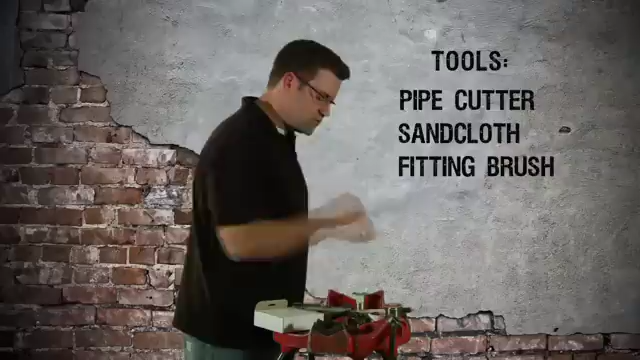 TOOLS:
PIPE CUTTER
SANDCLOTH
FITTING BRUSH